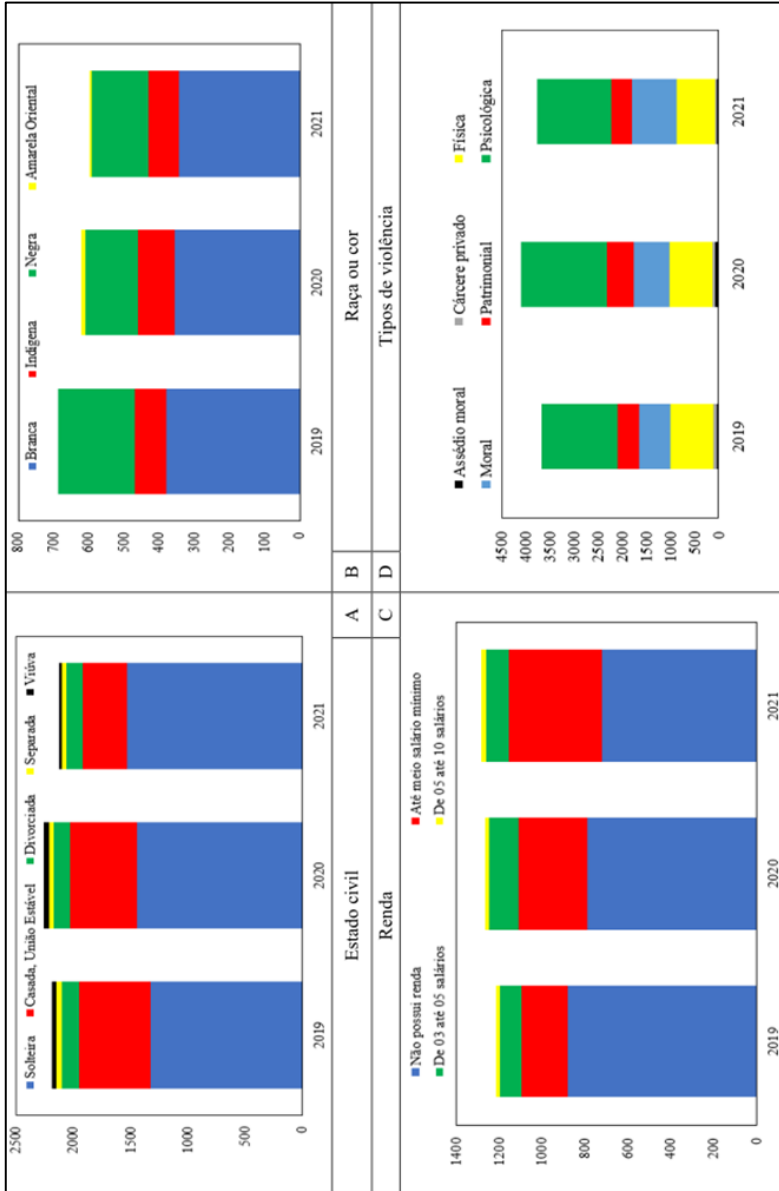 Solteira Casada, União Estável Divorciada Separada Viúva
2500
2000
1500
1000
500
0
2019 2020 2021
Estado civil
A
Branca Indígena Negra Amarela Oriental
800
700
600
500
400
300
200
100
0
2019 2020 2021
B
Raça ou cor
Renda
C
Não possui renda Até meio salário mínimo
De 03 até 05 salários De 05 até 10 salários
1400
1200
1000
800
600
400
200
0
2019 2020 2021
D
Tipos de violência
Assédio moral Cárcere privado Física
Moral Patrimonial Psicológica
4500
4000
3500
3000
2500
2000
1500
1000
500
0
2019 2020 2021